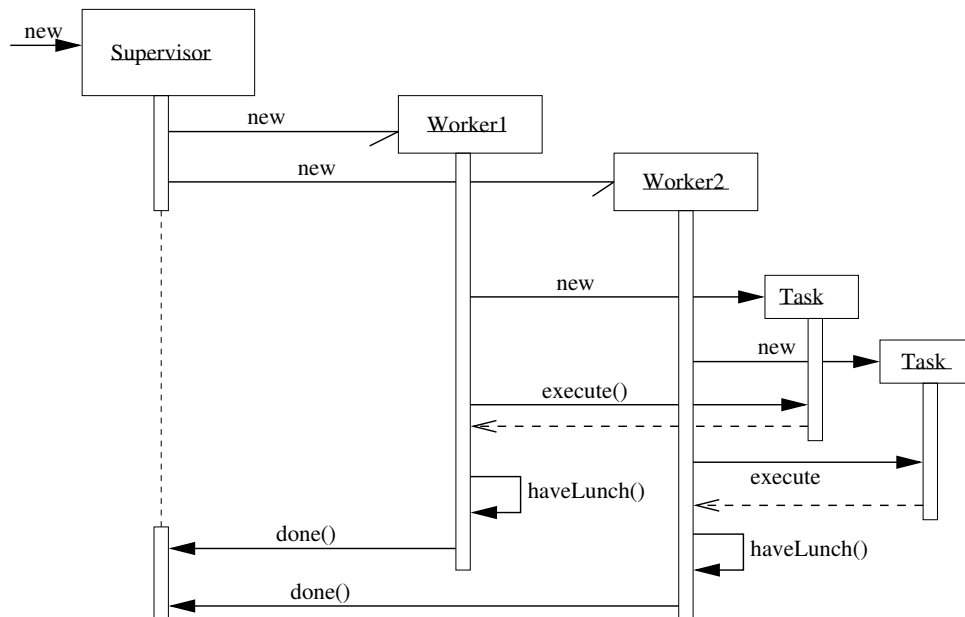 new
Supervisor
new
Worker1
new
Worker2
new
Task
new
Task
execute()
execute
haveLunch()
done()
haveLunch()
done()